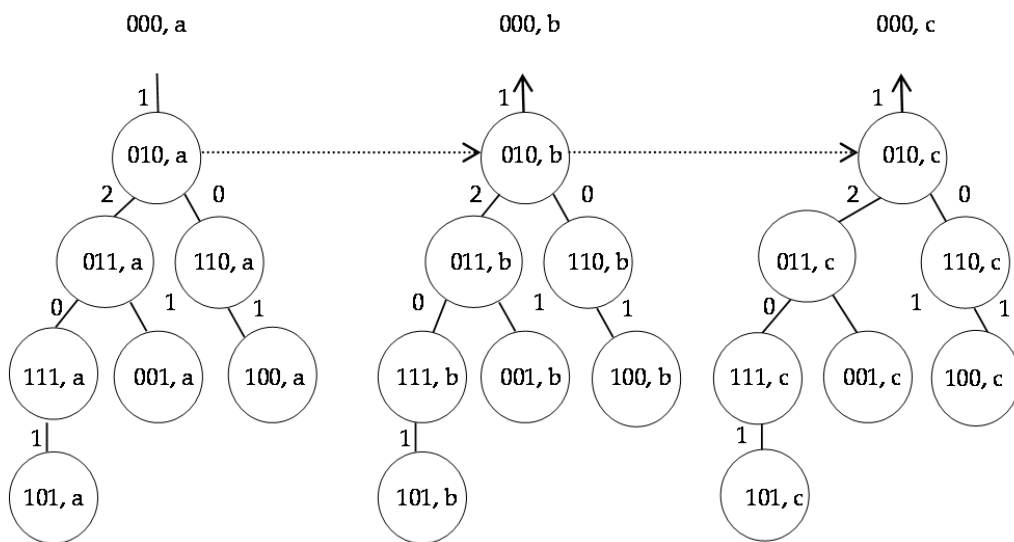 000, a 000, b 000, c
1 1 1
010, a 010, b 010, c
2 0 2 0 2 0
011, a 110, a 011, b 110, b 011, c 110, c
0 1 1 0 1 1 0 1 1
111, a 001, a 100, a 111, b 001, b 100, b 111, c 001, c 100, c
1 1 1
101, a 101, b 101, c